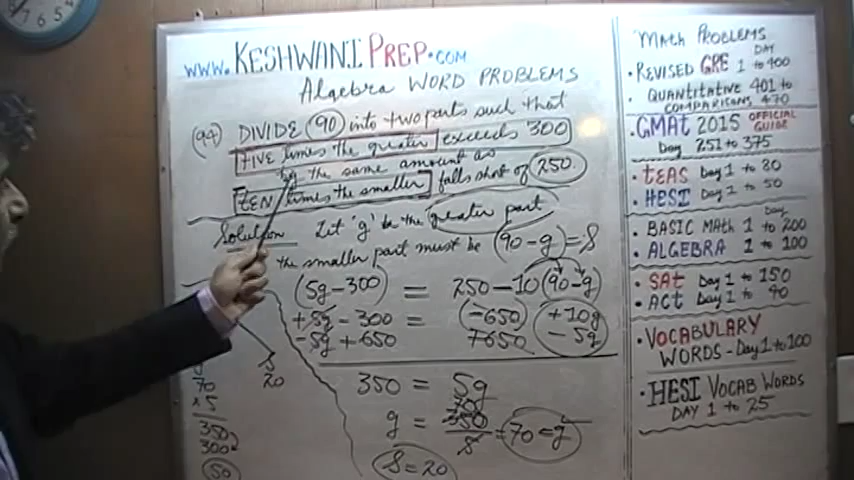 www.KESHWANIPREP.COM
Algebra WORD PROBLEMS
(94) DIVIDE 90 into two parts such that
FIVE times the greater exceeds 300
by the same amount as
TEN times the smaller falls short of 250.
Solution Let 'g' be the greater part
the smaller part must be (90-g)=S
(5g-300) = 250-10(90-g)
+5g-300 = (-650) +10g
-5g+650 = +650 -5g
350 = 5g
g = 350/5 = 70 = g
S=20
S
20
g
70
x5
350
300
50
MATH PROBLEMS
DAY
• REVISED GRE 1 to 400
• QUANTITATIVE 401 to
COMPARISONS 470
GMAT 2015 OFFICIAL
GUIDE
Day 251 to 375
• TEAS Day 1 to 80
• HESI Day 1 to 50
Day
• BASIC MATH 1 to 200
• ALGEBRA 1 to 100
• SAT Day 1 to 150
• ACT Day 1 to 90
• VOCABULARY
WORDS - Day 1 to 100
• HESI VOCAB WORDS
DAY 1 to 25